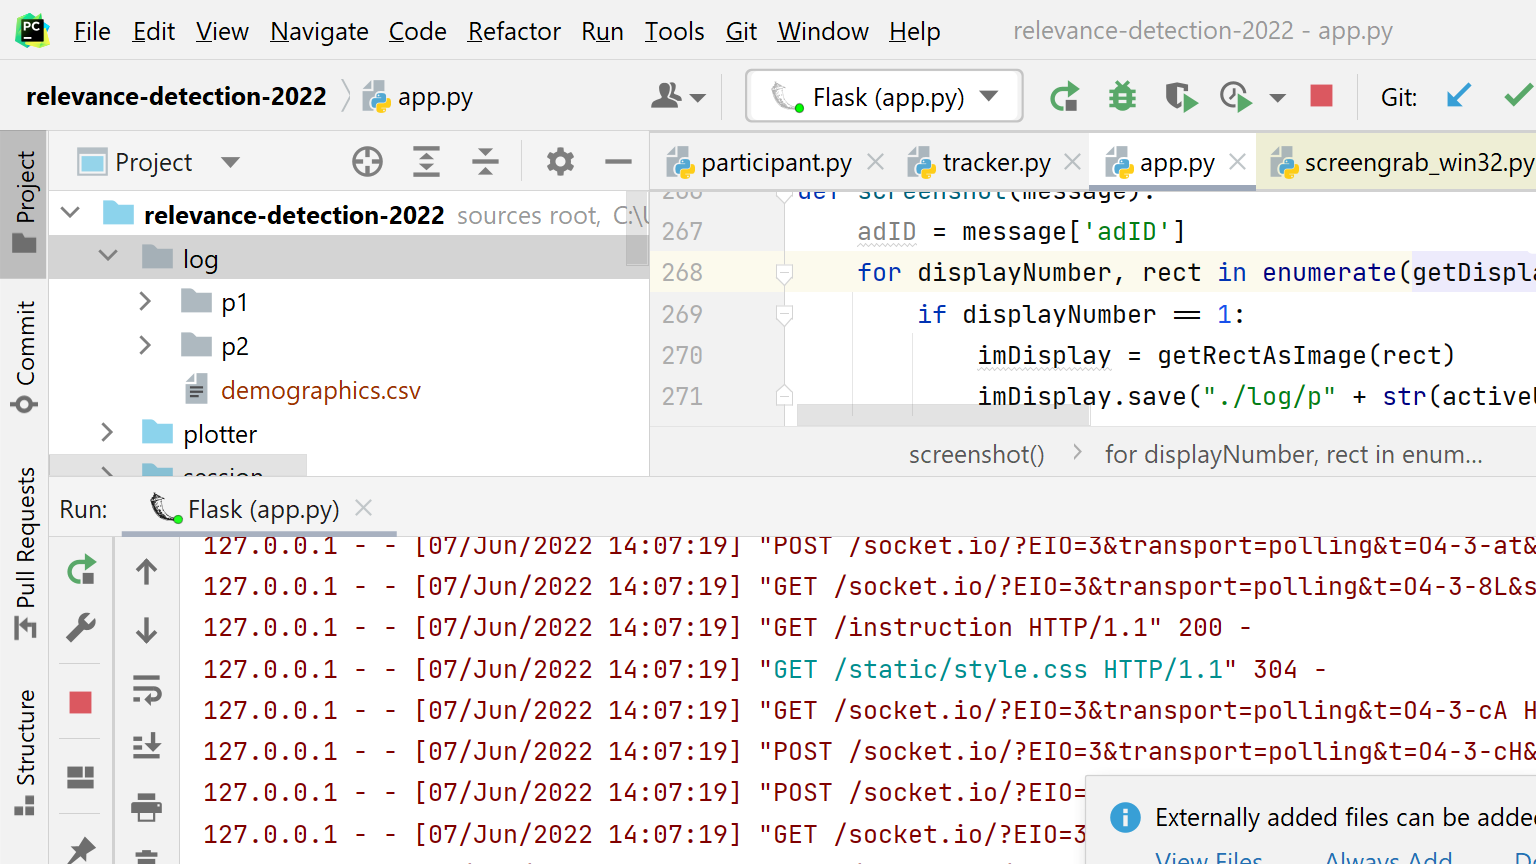 PC
File Edit View Navigate Code Refactor Run Tools Git Window Help relevance-detection-2022 - app.py
relevance-detection-2022 app.py Flask (app.py) Git:
Project
Project
participant.py tracker.py app.py screengrab_win32.py
relevance-detection-2022 sources root, C:\
log
p1
p2
demographics.csv
plotter
session
266 def screenshot(message):
267 adID = message['adID']
268 for displayNumber, rect in enumerate(getDispla
269 if displayNumber == 1:
270 imDisplay = getRectAsImage(rect)
271 imDisplay.save("./log/p" + str(active
screenshot() for displayNumber, rect in enum...
Commit
Pull Requests
Structure
Run: Flask (app.py)
127.0.0.1 - - [07/Jun/2022 14:07:19] "POST /socket.io/?EIO=3&transport=polling&t=O4-3-at&
127.0.0.1 - - [07/Jun/2022 14:07:19] "GET /socket.io/?EIO=3&transport=polling&t=O4-3-8L&s
127.0.0.1 - - [07/Jun/2022 14:07:19] "GET /instruction HTTP/1.1" 200 -
127.0.0.1 - - [07/Jun/2022 14:07:19] "GET /static/style.css HTTP/1.1" 304 -
127.0.0.1 - - [07/Jun/2022 14:07:19] "GET /socket.io/?EIO=3&transport=polling&t=O4-3-cA H
127.0.0.1 - - [07/Jun/2022 14:07:19] "POST /socket.io/?EIO=3&transport=polling&t=O4-3-cH&
127.0.0.1 - - [07/Jun/2022 14:07:19] "POST /socket.io/?EIO=
127.0.0.1 - - [07/Jun/2022 14:07:19] "GET /socket.io/?EIO=3
Externally added files can be added
View Files Always Add